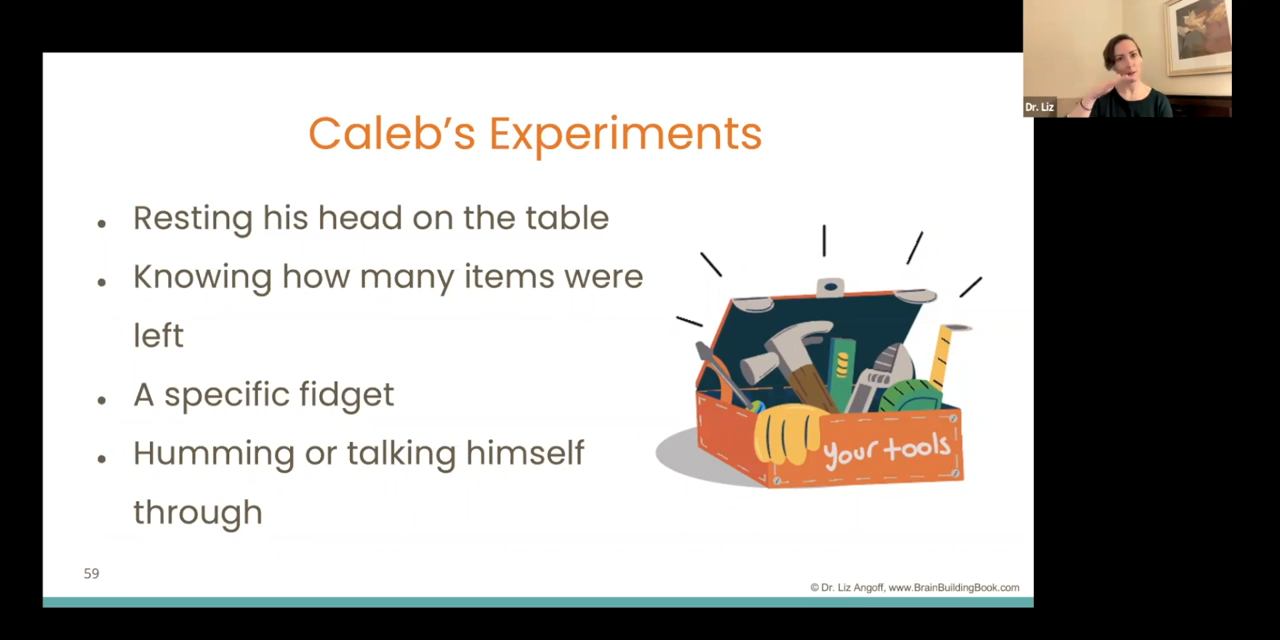 Dr. Liz
Caleb’s Experiments
• Resting his head on the table
• Knowing how many items were
left
• A specific fidget
• Humming or talking himself
through
your tools
59
© Dr. Liz Angoff, www.BrainBuildingBook.com